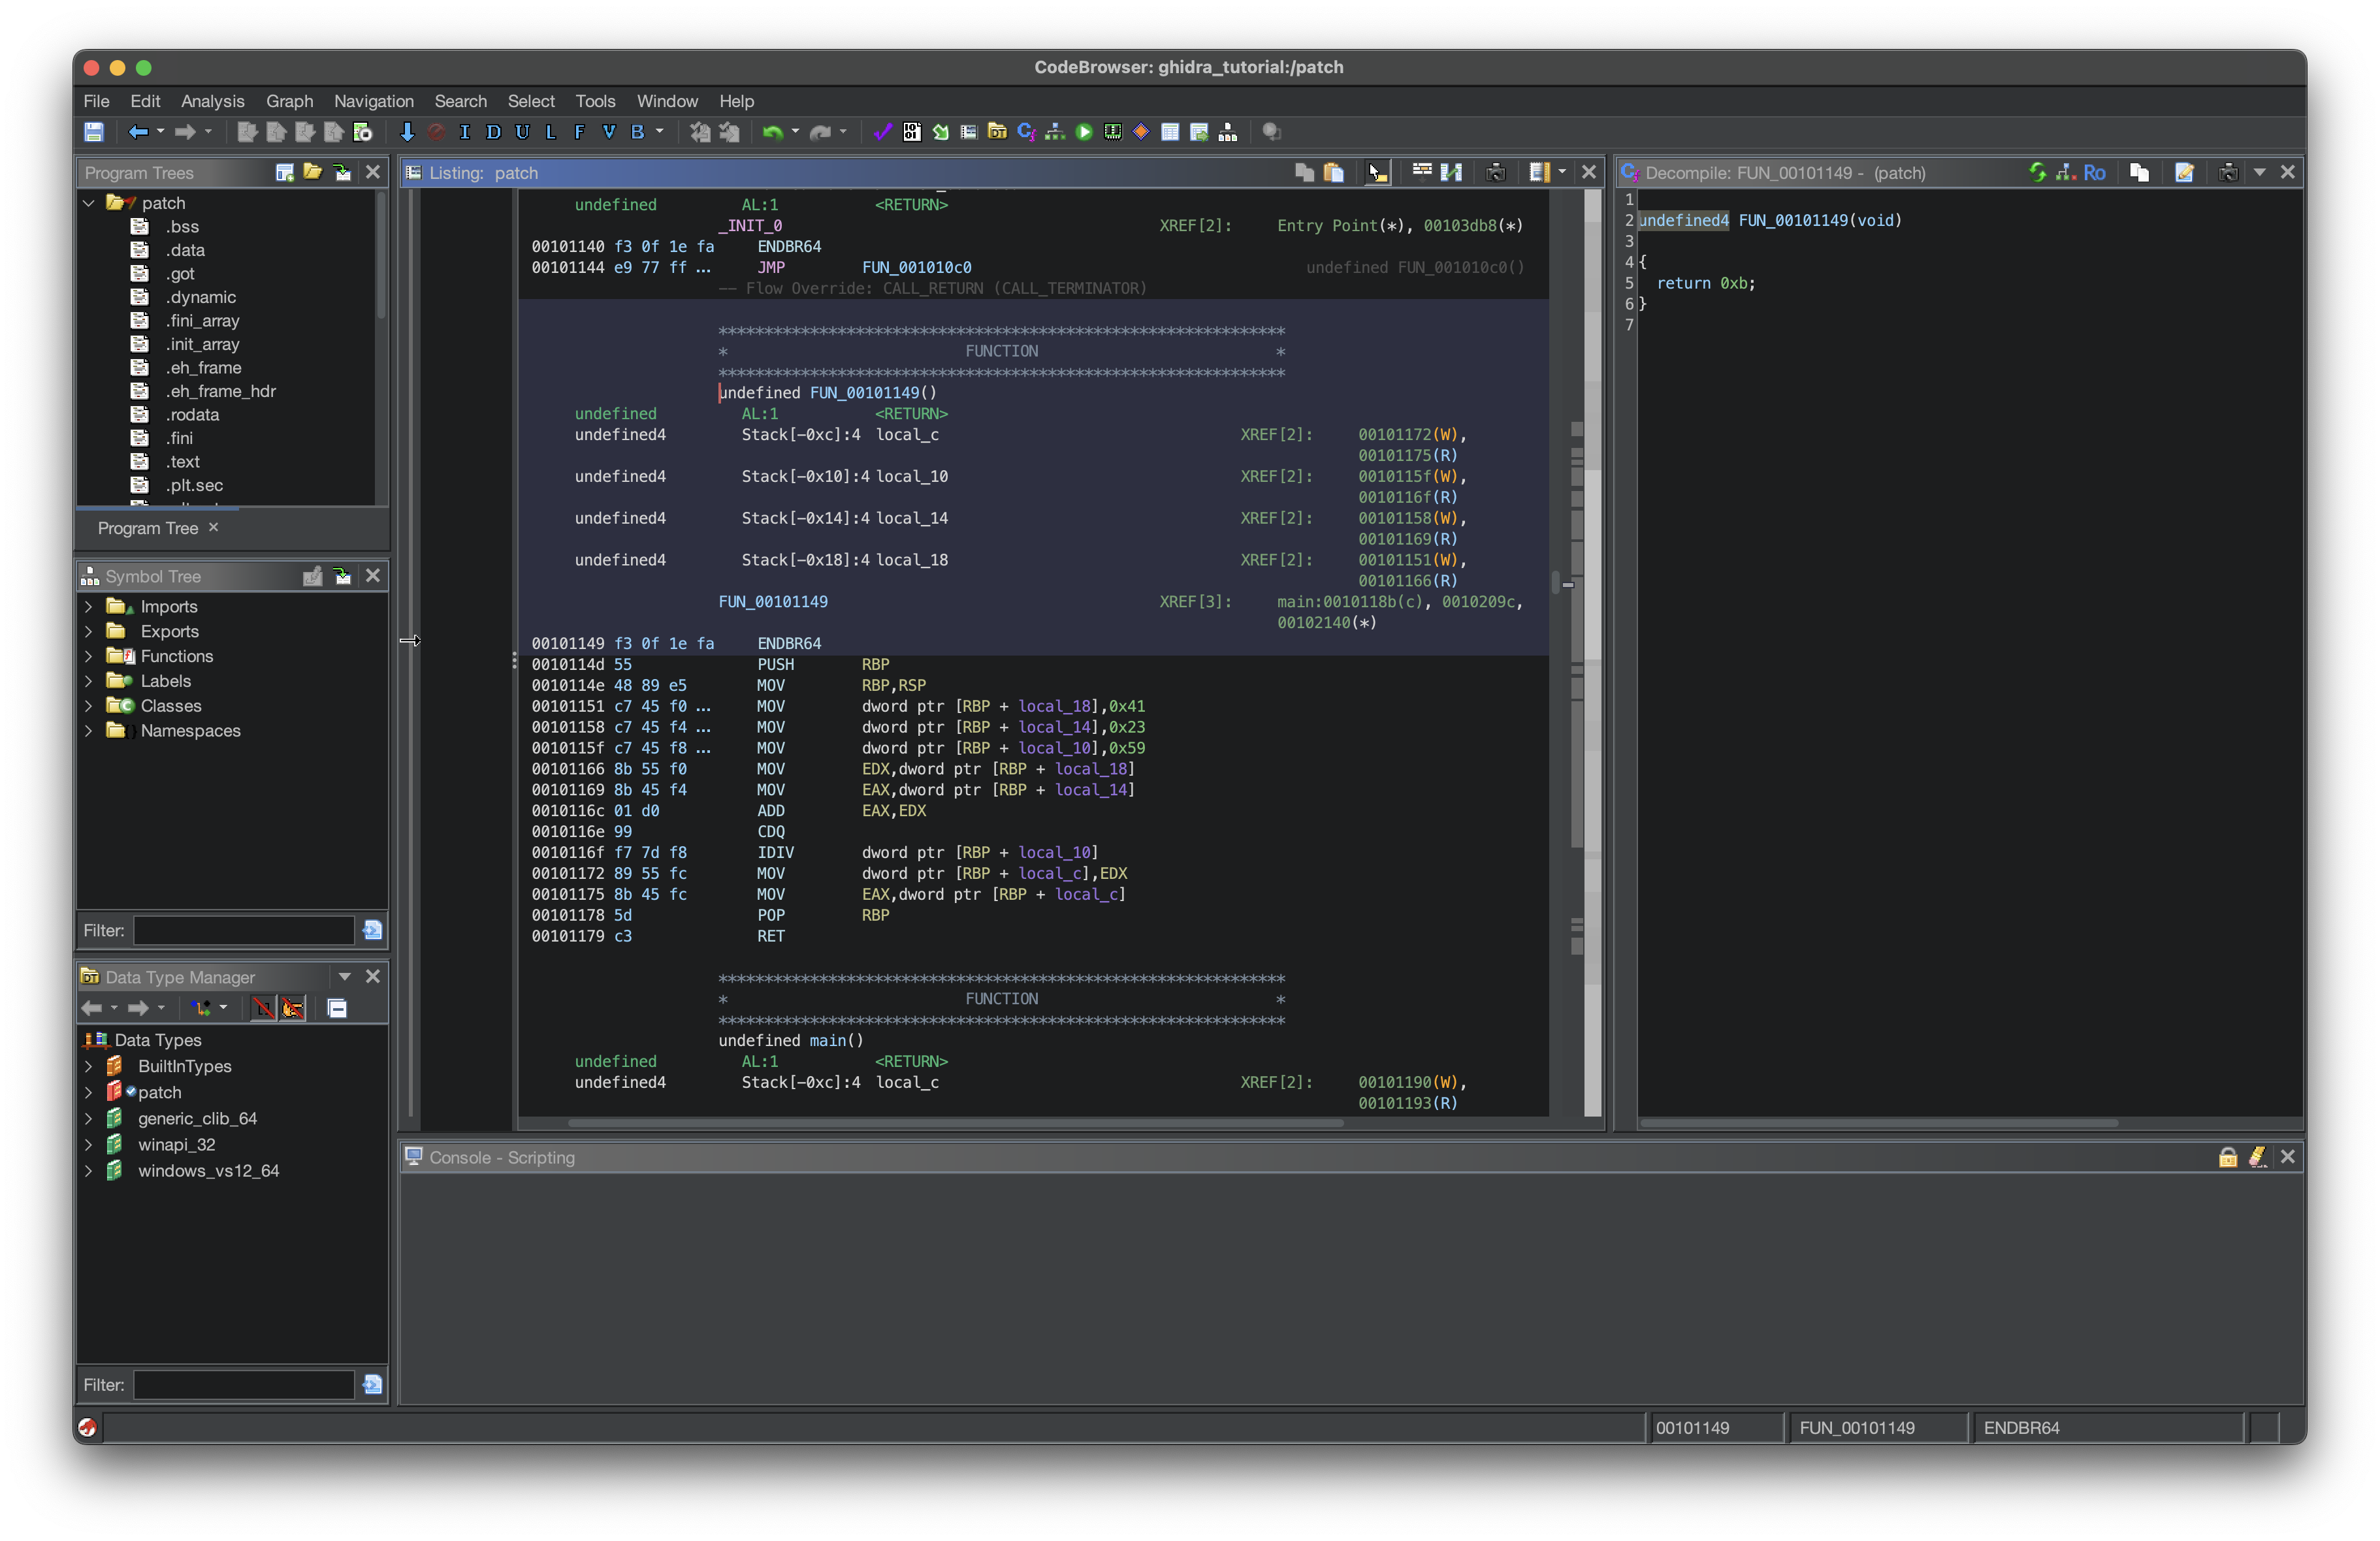 CodeBrowser: ghidra_tutorial:/patch
File Edit Analysis Graph Navigation Search Select Tools Window Help
I D U L F V B
Program Trees
patch
.bss
.data
.got
.dynamic
.fini_array
.init_array
.eh_frame
.eh_frame_hdr
.rodata
.fini
.text
.plt.sec
Program Tree
Symbol Tree
Imports
Exports
Functions
Labels
Classes
Namespaces
Filter:
Data Type Manager
Data Types
BuiltInTypes
patch
generic_clib_64
winapi_32
windows_vs12_64
Filter:
Listing: patch
undefined AL:1 <RETURN>
_INIT_0 XREF[2]: Entry Point(*), 00103db8(*)
00101140 f3 0f 1e fa ENDBR64
00101144 e9 77 ff ... JMP FUN_001010c0 undefined FUN_001010c0()
-- Flow Override: CALL_RETURN (CALL_TERMINATOR)
**************************************************************
* FUNCTION *
**************************************************************
undefined FUN_00101149()
undefined AL:1 <RETURN>
undefined4 Stack[-0xc]:4 local_c XREF[2]: 00101172(W),
00101175(R)
undefined4 Stack[-0x10]:4 local_10 XREF[2]: 0010115f(W),
0010116f(R)
undefined4 Stack[-0x14]:4 local_14 XREF[2]: 00101158(W),
00101169(R)
undefined4 Stack[-0x18]:4 local_18 XREF[2]: 00101151(W),
00101166(R)
FUN_00101149 XREF[3]: main:0010118b(c), 0010209c,
00102140(*)
00101149 f3 0f 1e fa ENDBR64
0010114d 55 PUSH RBP
0010114e 48 89 e5 MOV RBP,RSP
00101151 c7 45 f0 ... MOV dword ptr [RBP + local_18],0x41
00101158 c7 45 f4 ... MOV dword ptr [RBP + local_14],0x23
0010115f c7 45 f8 ... MOV dword ptr [RBP + local_10],0x59
00101166 8b 55 f0 MOV EDX,dword ptr [RBP + local_18]
00101169 8b 45 f4 MOV EAX,dword ptr [RBP + local_14]
0010116c 01 d0 ADD EAX,EDX
0010116e 99 CDQ
0010116f f7 7d f8 IDIV dword ptr [RBP + local_10]
00101172 89 55 fc MOV dword ptr [RBP + local_c],EDX
00101175 8b 45 fc MOV EAX,dword ptr [RBP + local_c]
00101178 5d POP RBP
00101179 c3 RET
**************************************************************
* FUNCTION *
**************************************************************
undefined main()
undefined AL:1 <RETURN>
undefined4 Stack[-0xc]:4 local_c XREF[2]: 00101190(W),
00101193(R)
Decompile: FUN_00101149 - (patch)
Ro
1
2 undefined4 FUN_00101149(void)
3
4 {
5 return 0xb;
6 }
7
Console - Scripting
00101149 FUN_00101149 ENDBR64